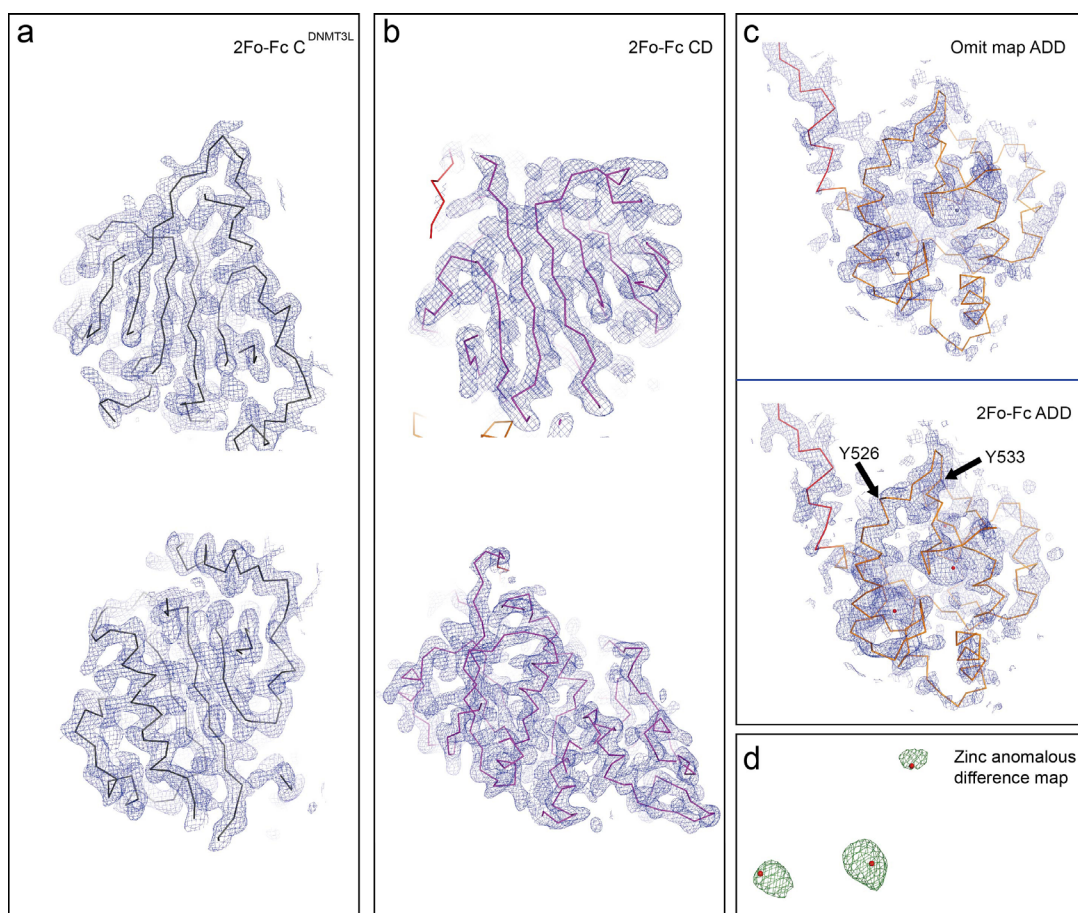 a
2Fo-Fc C DNMT3L
b
2Fo-Fc CD
c
Omit map ADD
2Fo-Fc ADD
Y526
Y533
d
Zinc anomalous
difference map